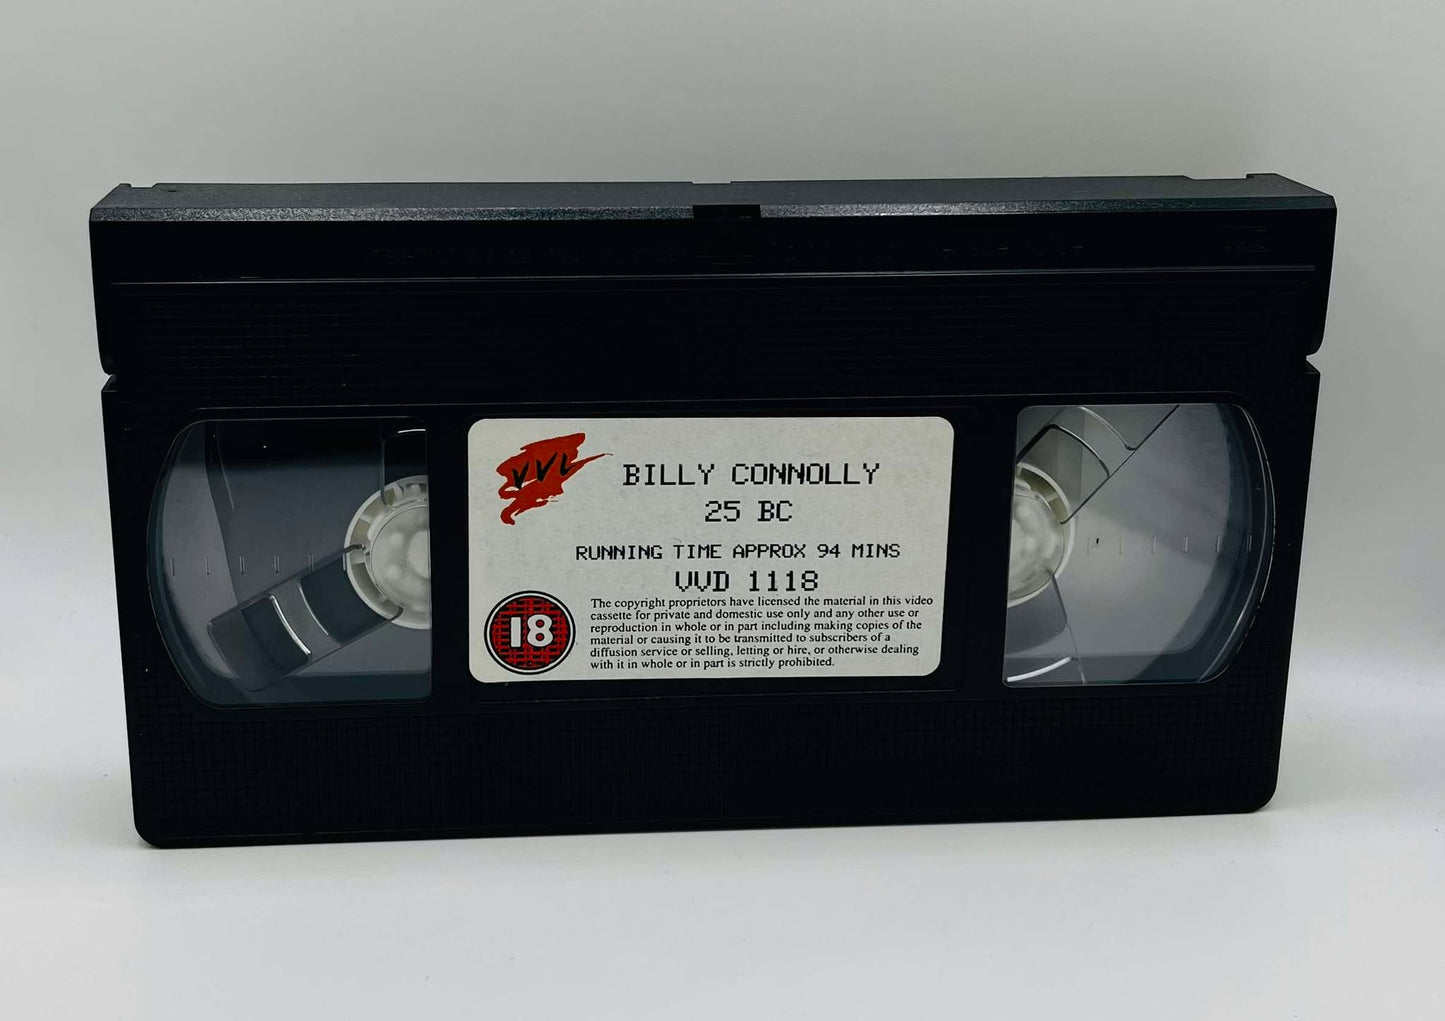 VVL
BILLY CONNOLLY
25 BC
RUNNING TIME APPROX 94 MINS
VVD 1118
18
The copyright proprietors have licensed the material in this video
cassette for private and domestic use only and any other use or
reproduction in whole or in part including making copies of the
material or causing it to be transmitted to subscribers of a
diffusion service or selling, letting or hire, or otherwise dealing
with it in whole or in part is strictly prohibited.